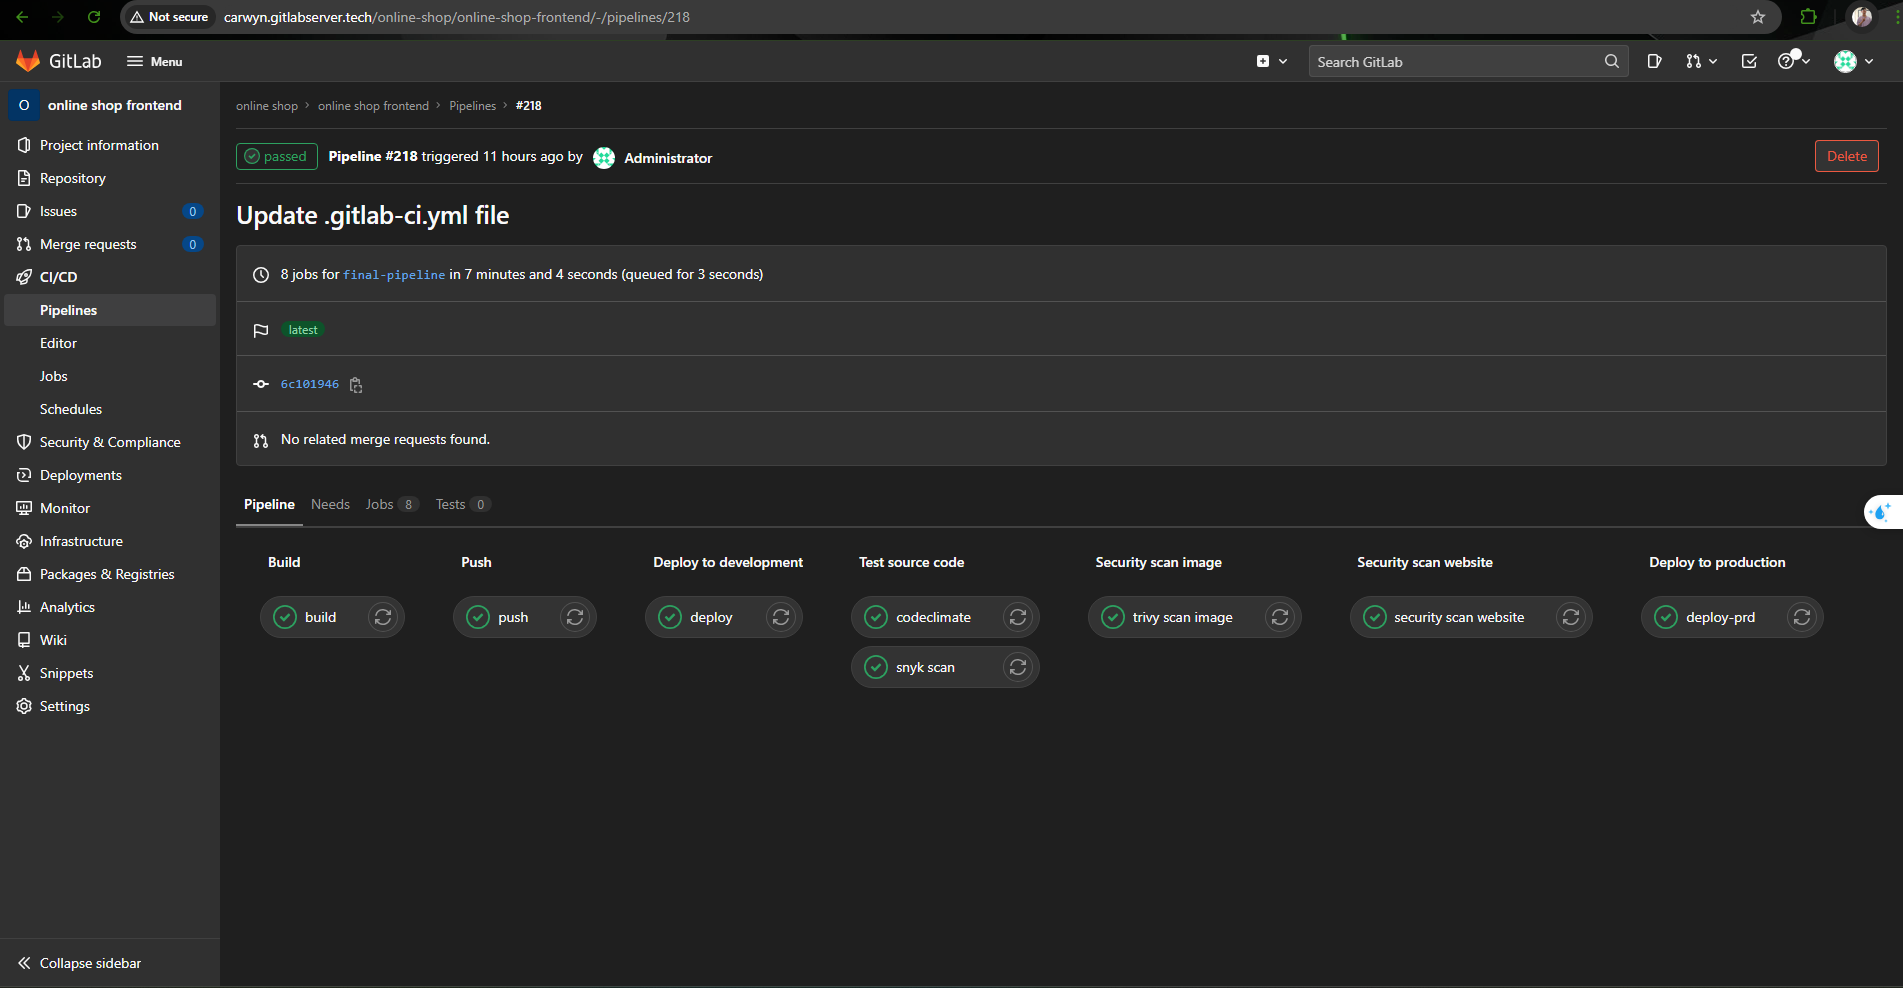 Not secure carwyn.gitlabserver.tech/online-shop/online-shop-frontend/-/pipelines/218
GitLab Menu Search GitLab
O online shop frontend
Project information
Repository
Issues 0
Merge requests 0
CI/CD
Pipelines
Editor
Jobs
Schedules
Security & Compliance
Deployments
Monitor
Infrastructure
Packages & Registries
Analytics
Wiki
Snippets
Settings
Collapse sidebar
online shop › online shop frontend › Pipelines › #218
passed Pipeline #218 triggered 11 hours ago by Administrator Delete
Update .gitlab-ci.yml file
8 jobs for final-pipeline in 7 minutes and 4 seconds (queued for 3 seconds)
latest
6c101946
No related merge requests found.
Pipeline Needs Jobs 8 Tests 0
Build Push Deploy to development Test source code Security scan image Security scan website Deploy to production
build push deploy codeclimate trivy scan image security scan website deploy-prd
snyk scan